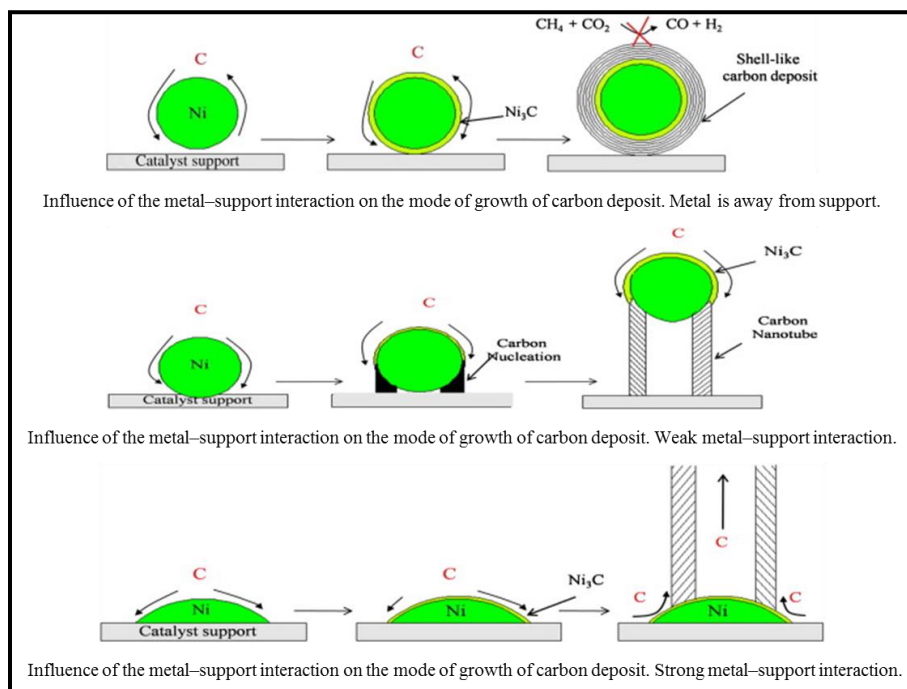 CH₄ + CO₂ CO + H₂
C
C
Shell-like
carbon deposit
Ni
Ni₃C
Catalyst support
Influence of the metal–support interaction on the mode of growth of carbon deposit. Metal is away from support.
C
Ni₃C
C
C
Ni
Carbon
Nucleation
Carbon
Nanotube
Catalyst support
Influence of the metal–support interaction on the mode of growth of carbon deposit. Weak metal–support interaction.
C
C
Ni₃C
C
C
C
Ni
Ni
Ni
Catalyst support
Influence of the metal–support interaction on the mode of growth of carbon deposit. Strong metal–support interaction.